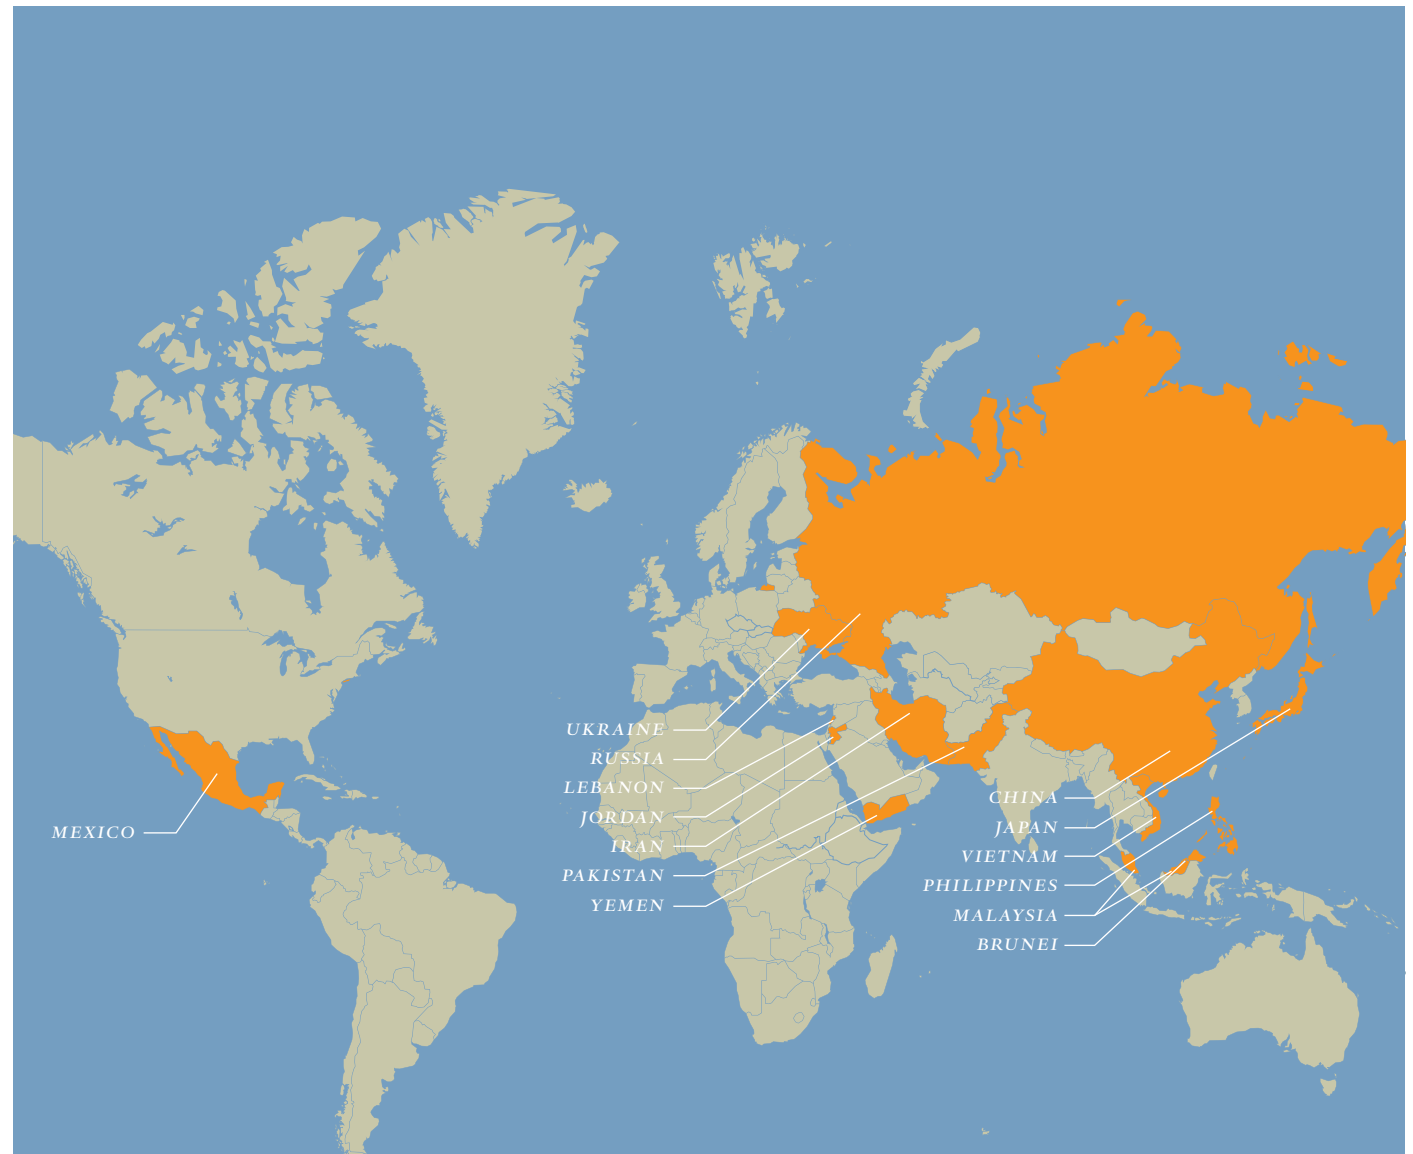 UKRAINE
RUSSIA
LEBANON
JORDAN
IRAN
PAKISTAN
YEMEN
MEXICO
CHINA
JAPAN
VIETNAM
PHILIPPINES
MALAYSIA
BRUNEI